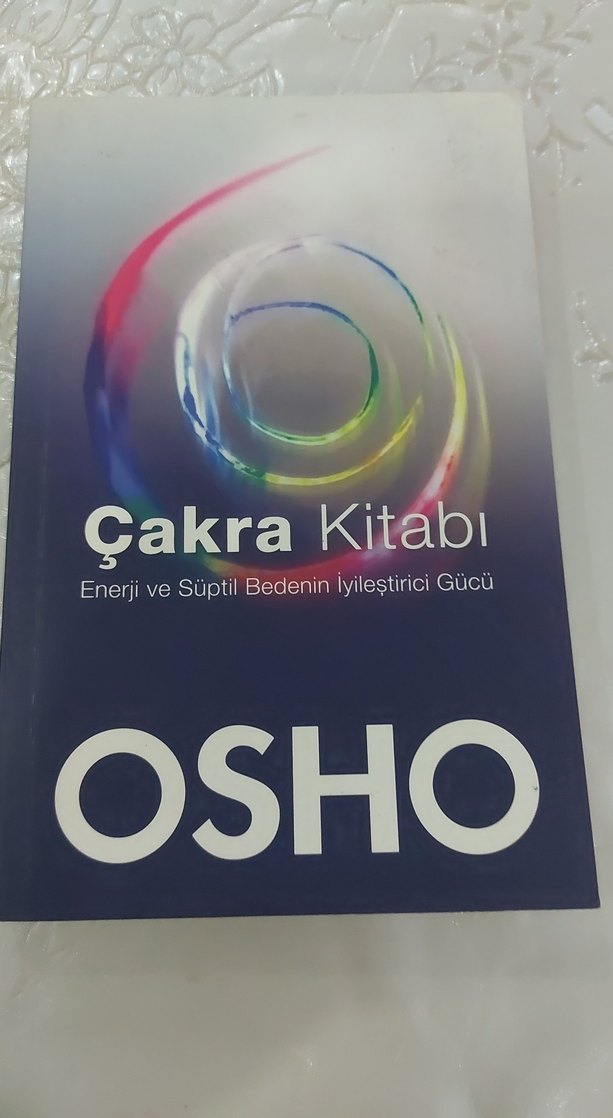 Çakra Kitabı
Enerji ve Süptil Bedenin İyileştirici Gücü
OSHO